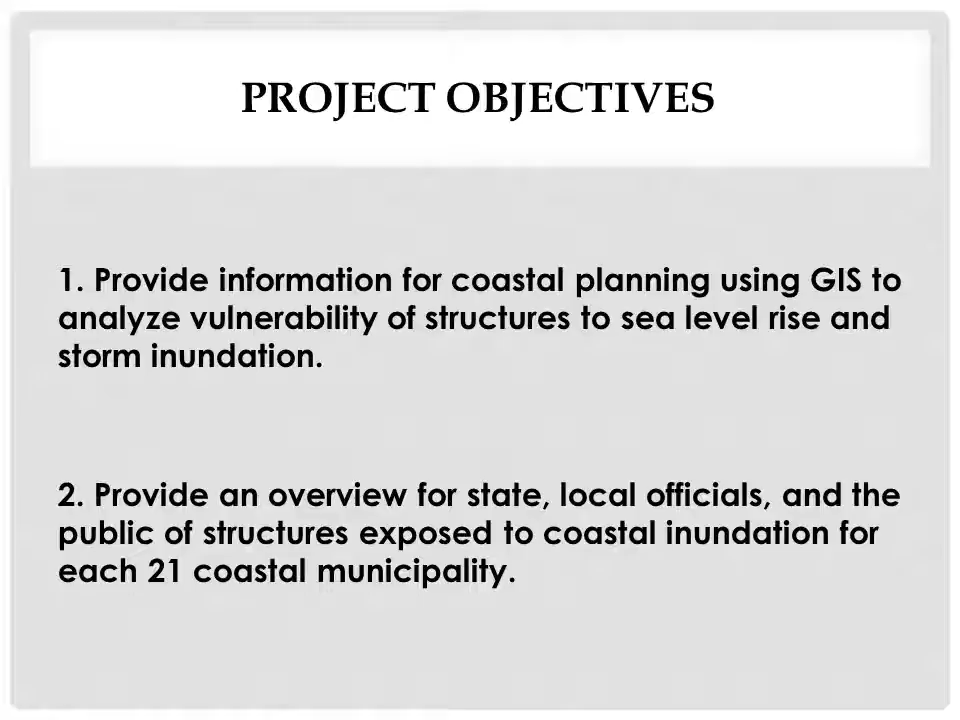 PROJECT OBJECTIVES
1. Provide information for coastal planning using GIS to
analyze vulnerability of structures to sea level rise and
storm inundation.
2. Provide an overview for state, local officials, and the
public of structures exposed to coastal inundation for
each 21 coastal municipality.